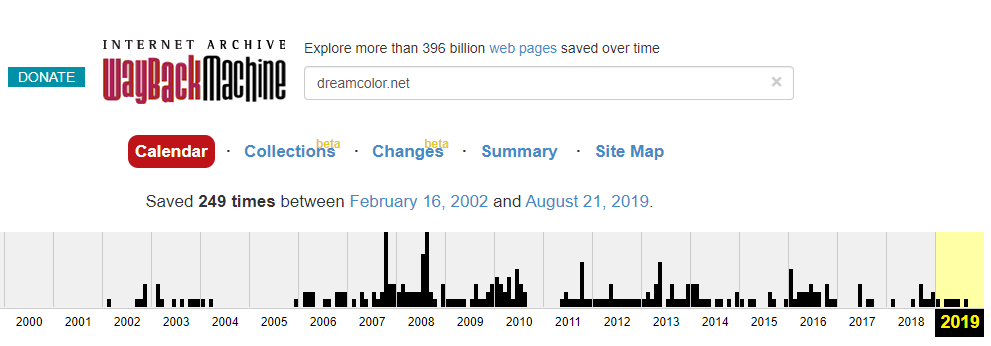 INTERNET ARCHIVE
WayBackMachine
DONATE
Explore more than 396 billion web pages saved over time
dreamcolor.net ×
Calendar · Collections beta · Changes beta · Summary · Site Map
Saved 249 times between February 16, 2002 and August 21, 2019.
2000 2001 2002 2003 2004 2005 2006 2007 2008 2009 2010 2011 2012 2013 2014 2015 2016 2017 2018 2019